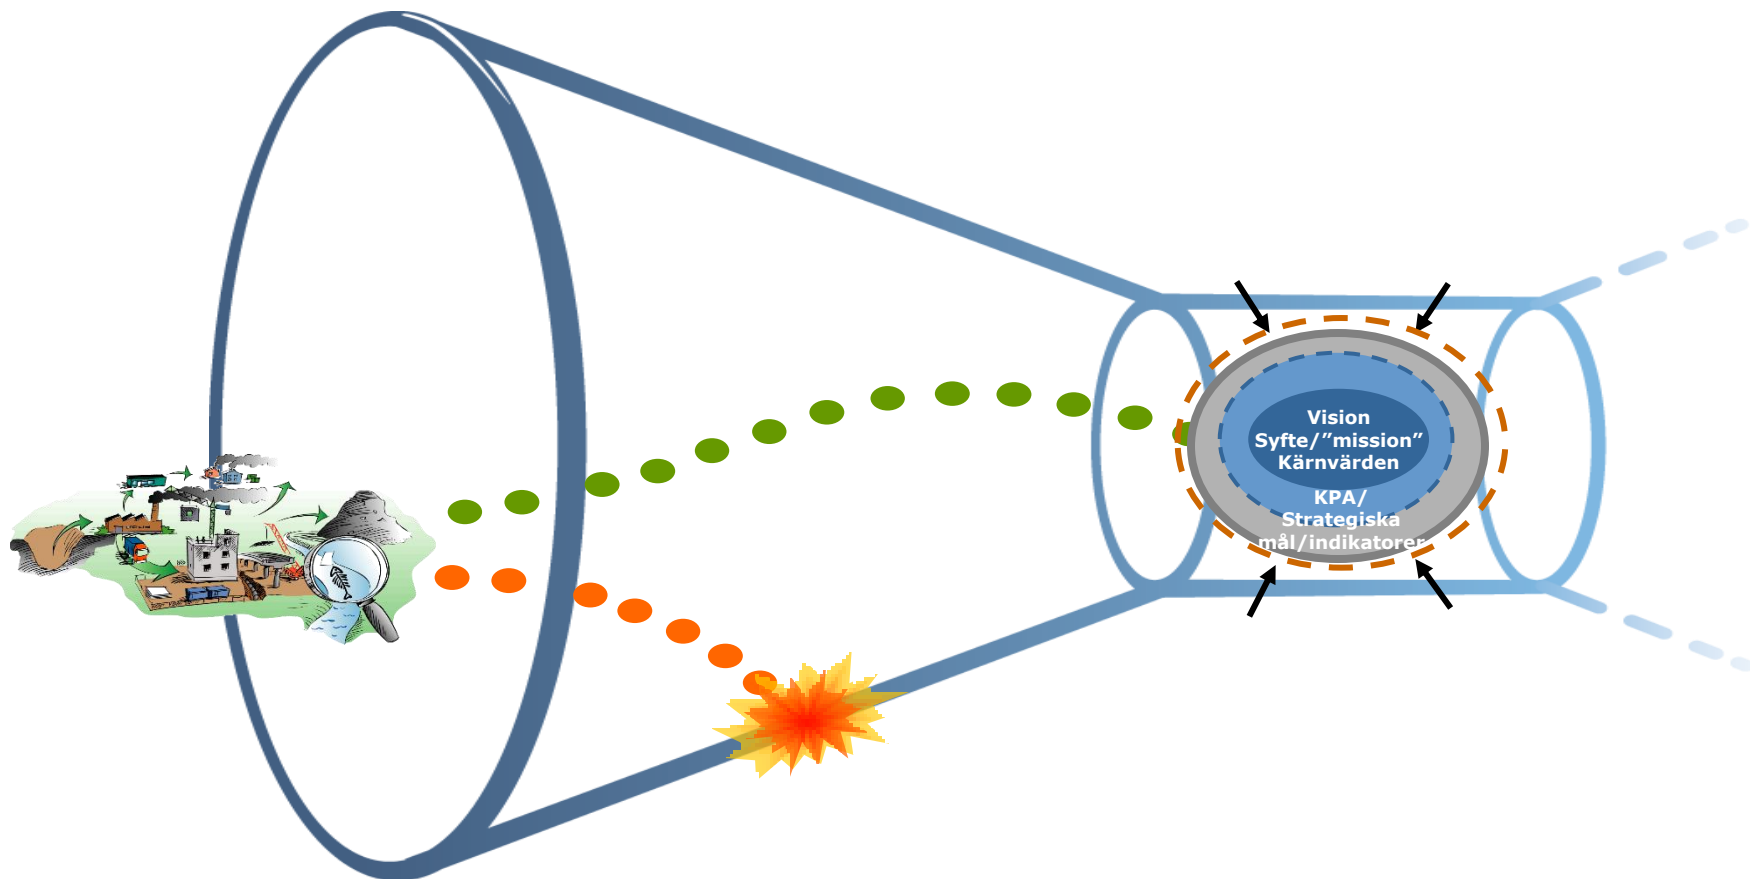 Vision
Syfte/”mission”
Kärnvärden
KPA/
Strategiska
mål/indikatorer